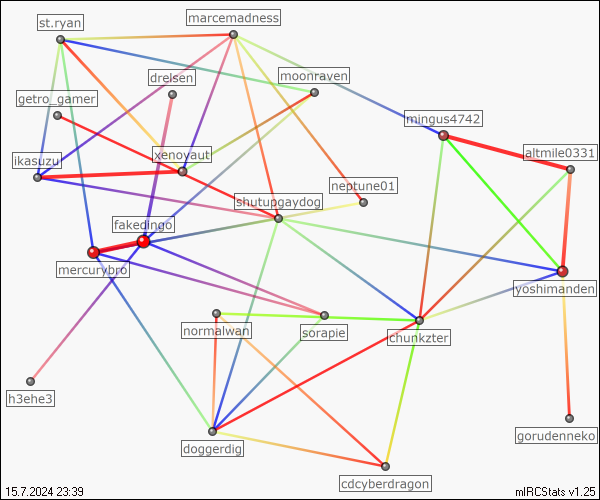 marcemadness
st.ryan
dreisen
moonraven
getro_gamer
mingus4742
xenoyaut
altmile0331
ikasuzu
neptune01
shutupgaydog
fakedingo
mercurybro
yoshimanden
normalwan
sorapie
chunkzter
h3ehe3
gorudenneko
doggerdig
cdcyberdragon
15.7.2024 23:39
mIRCStats v1.25